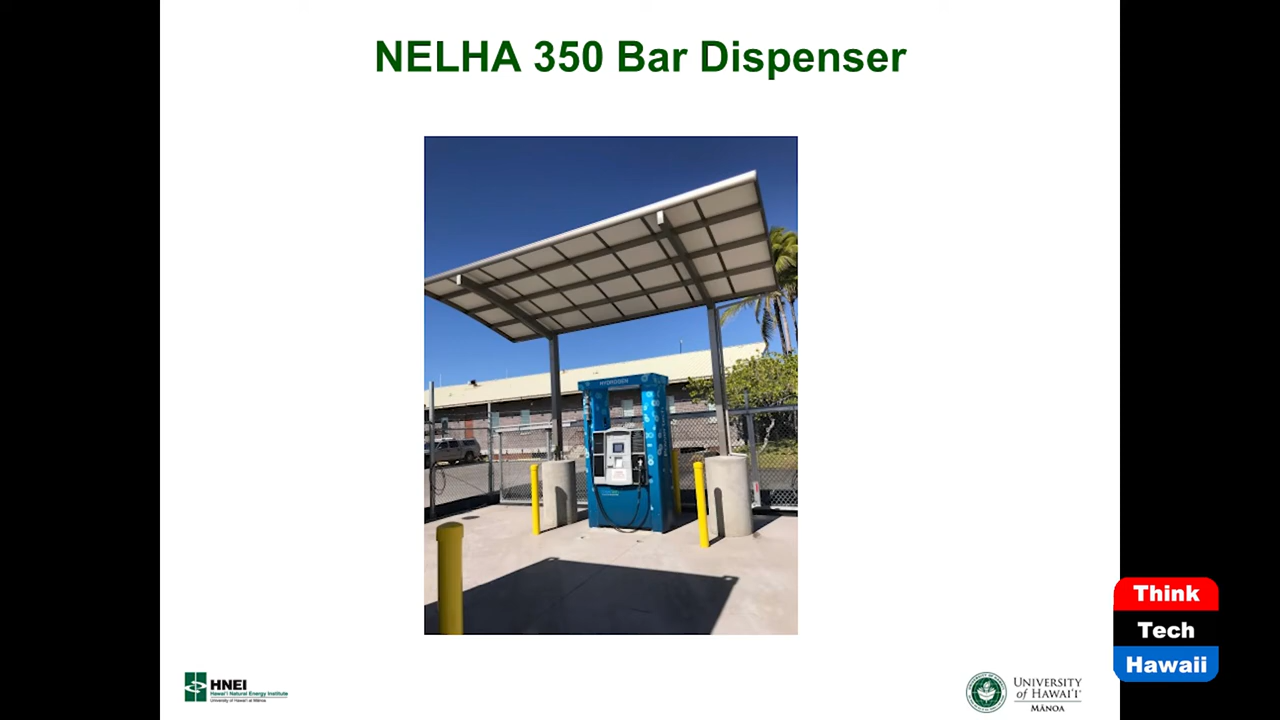 NELHA 350 Bar Dispenser
HYDROGEN
HNEI
Hawai'i Natural Energy Institute
University of Hawai'i at Mānoa
UNIVERSITY
of HAWAI'I
MĀNOA
Think
Tech
Hawaii